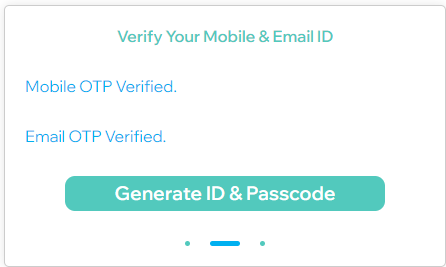 Verify Your Mobile & Email ID
Mobile OTP Verified.
Email OTP Verified.
Generate ID & Passcode